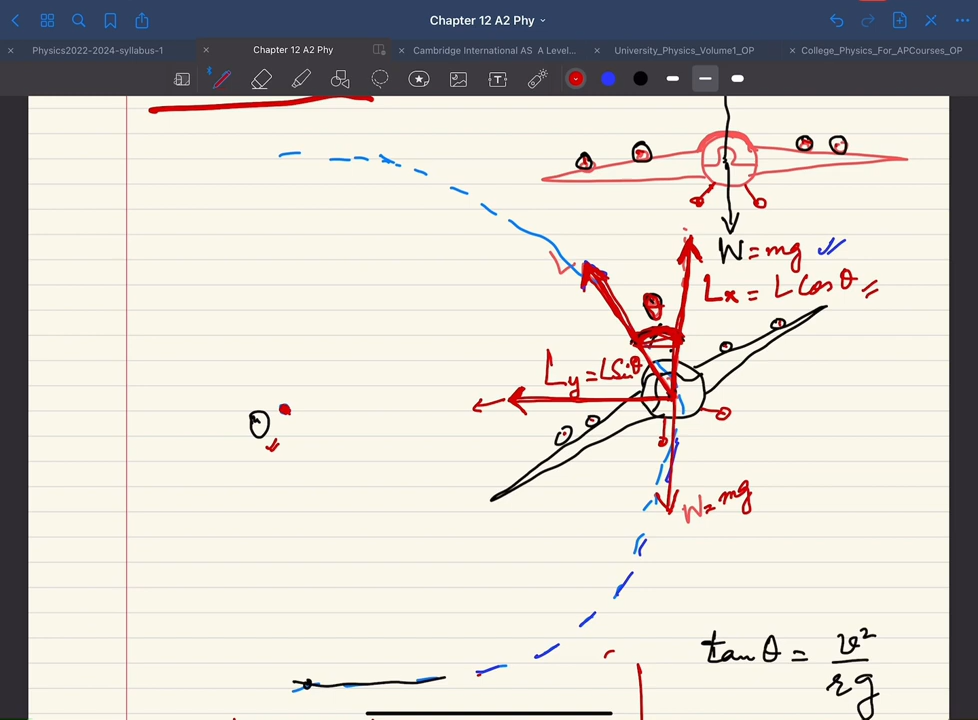 Chapter 12 A2 Phy
Physics2022-2024-syllabus-1
Chapter 12 A2 Phy
Cambridge International AS A Level...
University_Physics_Volume1_OP
College_Physics_For_APCourses_OP
W = mg
Lx = L Cos θ
θ
Ly = L Sin θ
O
W = mg
tan θ = v²/rg